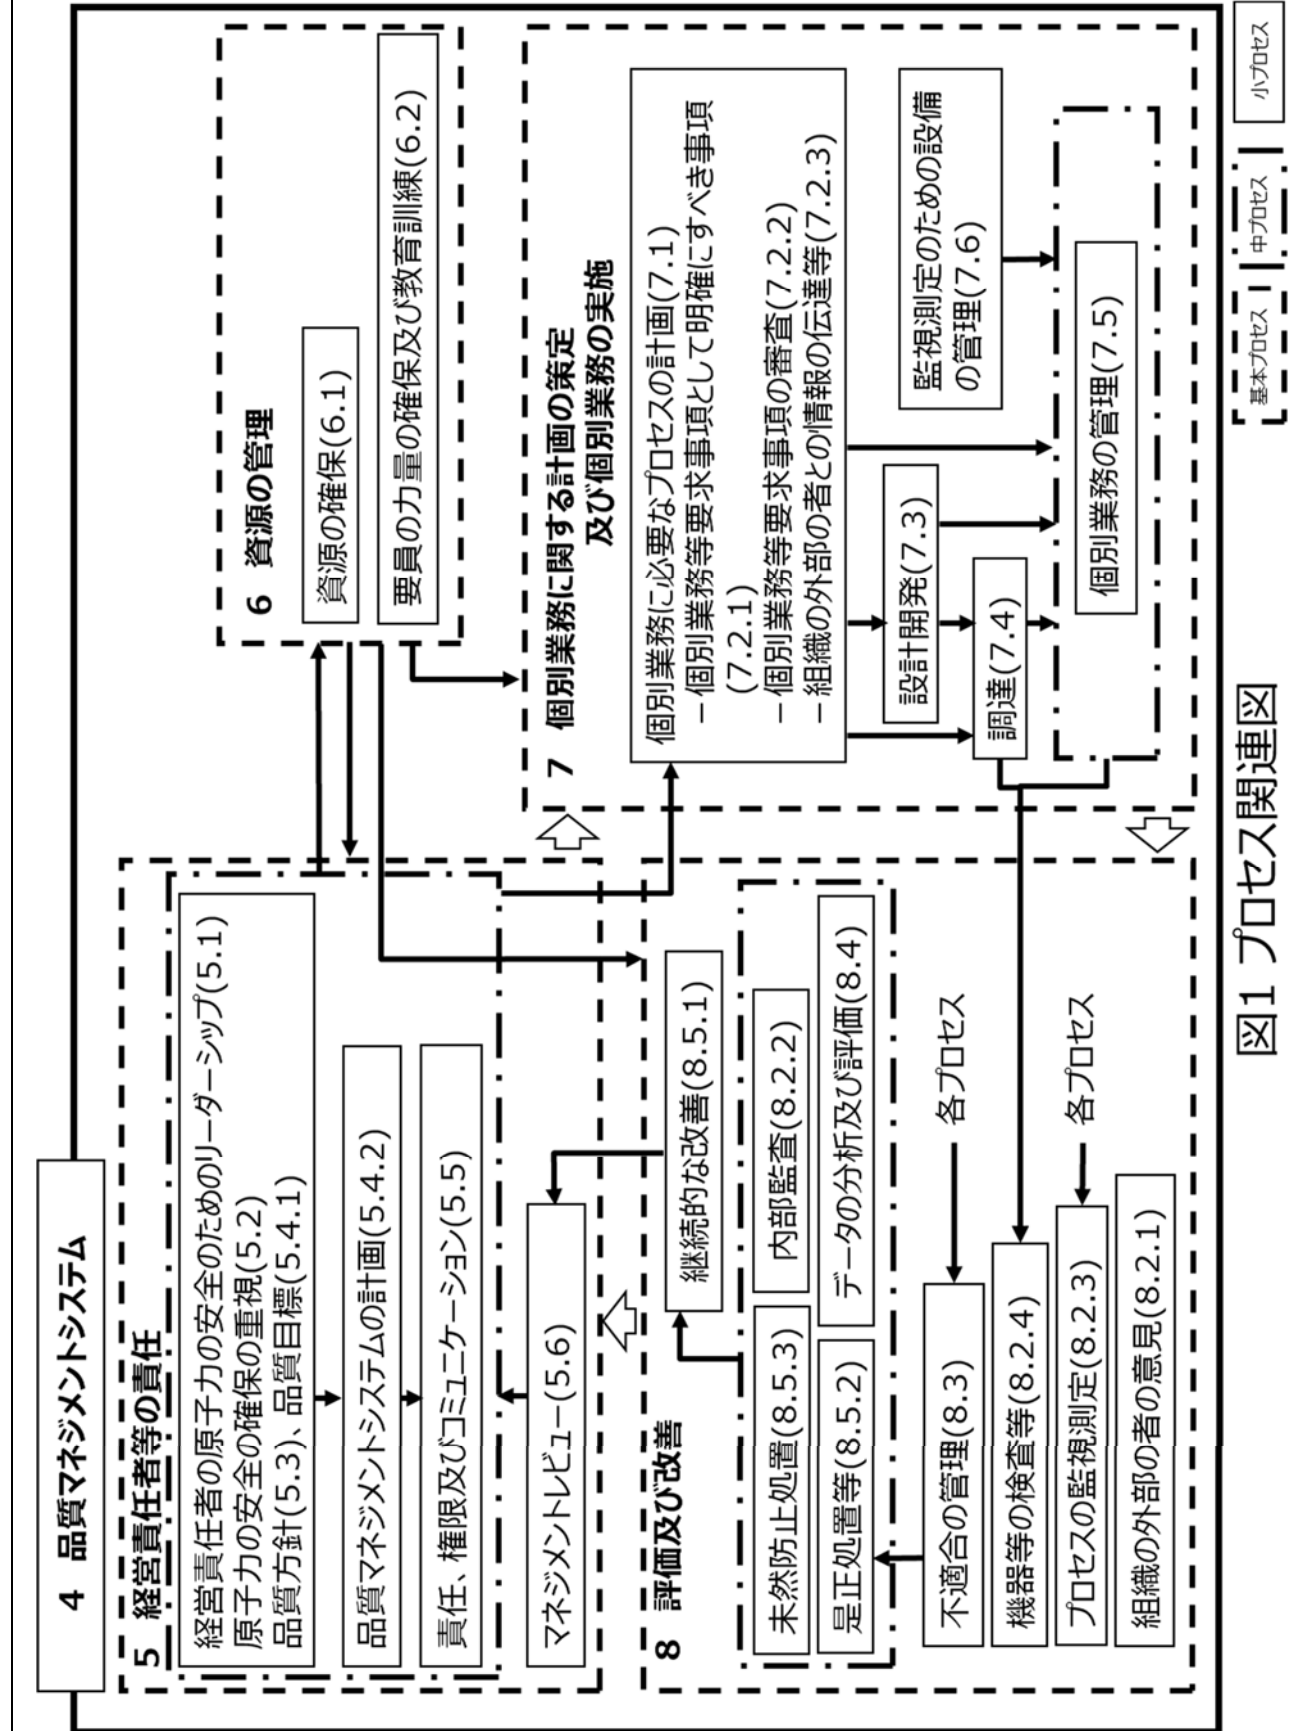 4 品質マネジメントシステム
5 経営責任者等の責任
経営責任者の原子力の安全のためのリーダーシップ(5.1)
原子力の安全の確保の重視(5.2)
品質方針(5.3)、品質目標(5.4.1)
品質マネジメントシステムの計画(5.4.2)
責任、権限及びコミュニケーション(5.5)
マネジメントレビュー(5.6)
6 資源の管理
資源の確保(6.1)
要員の力量の確保及び教育訓練(6.2)
7 個別業務に関する計画の策定
及び個別業務の実施
個別業務に必要なプロセスの計画(7.1)
－個別業務等要求事項として明確にすべき事項
(7.2.1)
－個別業務等要求事項の審査(7.2.2)
－組織の外部の者との情報の伝達等(7.2.3)
設計開発(7.3)
調達(7.4)
監視測定のための設備
の管理(7.6)
個別業務の管理(7.5)
8 評価及び改善
継続的な改善(8.5.1)
未然防止処置(8.5.3)
内部監査(8.2.2)
是正処置等(8.5.2)
データの分析及び評価(8.4)
不適合の管理(8.3)
各プロセス
機器等の検査等(8.2.4)
プロセスの監視測定(8.2.3)
各プロセス
組織の外部の者の意見(8.2.1)
図1 プロセス関連図
基本プロセス
中プロセス
小プロセス